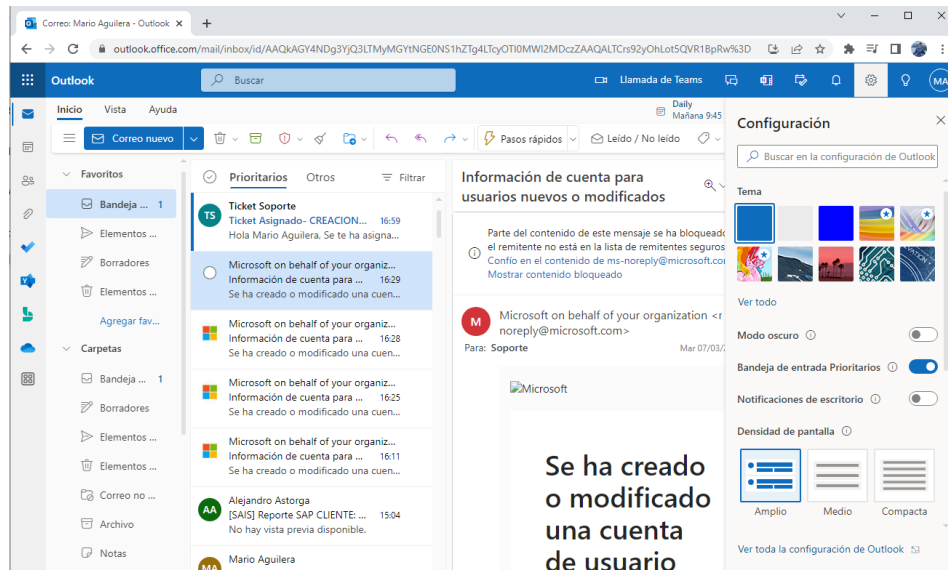 Correo: Mario Aguilera - Outlook
outlook.office.com/mail/inbox/id/AAQkAGY4NDg3YjQ3LTMyMGYtNGE0NS1hZTg4LTcyOTI0MWI2MDczZAAQALTCrs92yOhLot5QVR1BpRw%3D
Outlook
Buscar
Llamada de Teams
MA
Inicio
Vista
Ayuda
Daily
Mañana 9:45
Correo nuevo
Pasos rápidos
Leído / No leído
Favoritos
Bandeja ... 1
Elementos ...
Borradores
Elementos ...
Agregar fav...
Carpetas
Bandeja ... 1
Borradores
Elementos ...
Elementos ...
Correo no ...
Archivo
Notas
Prioritarios
Otros
Filtrar
TS
Ticket Soporte
Ticket Asignado- CREACION... 16:59
Hola Mario Aguilera, Se te ha asigna...
Microsoft on behalf of your organiz...
Información de cuenta para ... 16:29
Se ha creado o modificado una cuen...
Microsoft on behalf of your organiz...
Información de cuenta para ... 16:28
Se ha creado o modificado una cuen...
Microsoft on behalf of your organiz...
Información de cuenta para ... 16:25
Se ha creado o modificado una cuen...
Microsoft on behalf of your organiz...
Información de cuenta para ... 16:11
Se ha creado o modificado una cuen...
AA
Alejandro Astorga
[SAIS] Reporte SAP CLIENTE: ... 15:04
No hay vista previa disponible.
MA
Mario Aguilera
Información de cuenta para
usuarios nuevos o modificados
Parte del contenido de este mensaje se ha bloqueado
el remitente no está en la lista de remitentes seguros
Confío en el contenido de ms-noreply@microsoft.com
Mostrar contenido bloqueado
M
Microsoft on behalf of your organization <r
noreply@microsoft.com>
Para: Soporte
Mar 07/03/
Microsoft
Se ha creado
o modificado
una cuenta
de usuario
Configuración
Buscar en la configuración de Outlook
Tema
Ver todo
Modo oscuro
Bandeja de entrada Prioritarios
Notificaciones de escritorio
Densidad de pantalla
Amplio
Medio
Compacta
Ver toda la configuración de Outlook